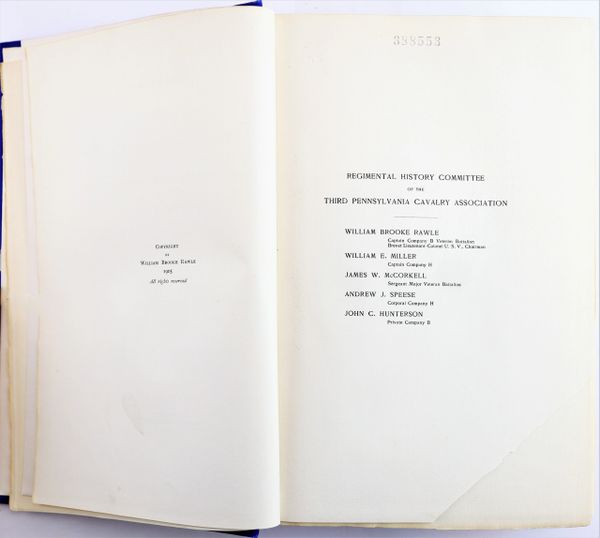 COPYRIGHT
BY
WILLIAM BROOKE RAWLE
1905
All rights reserved
398553
REGIMENTAL HISTORY COMMITTEE
OF THE
THIRD PENNSYLVANIA CAVALRY ASSOCIATION
WILLIAM BROOKE RAWLE
Captain Company B Veteran Battalion
Brevet Lieutenant-Colonel U. S. V., Chairman
WILLIAM E. MILLER
Captain Company H
JAMES W. McCORKELL
Sergeant Major Veteran Battalion
ANDREW J. SPEESE
Corporal Company H
JOHN C. HUNTERSON
Private Company B